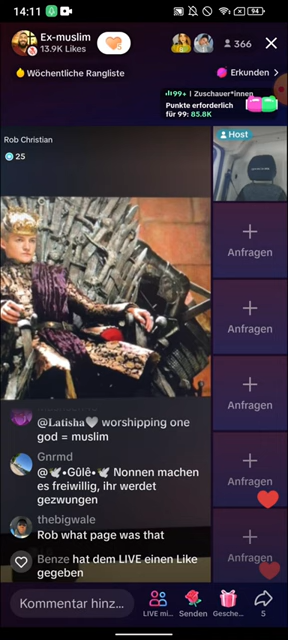 14:11
94
Ex-muslim
13.9K Likes
366
Wöchentliche Rangliste
Erkunden
99+ | Zuschauer*innen
Punkte erforderlich
für 99: 85.8K
Rob Christian
25
Host
Anfragen
Anfragen
Anfragen
Anfragen
Anfragen
@Latisha🩶 worshipping one
god = muslim
Gnrmd
@🕊️•Gûlê•🕊️ Nonnen machen
es freiwillig, ihr werdet
gezwungen
thebigwale
Rob what page was that
Benze hat dem LIVE einen Like
gegeben
Kommentar hinz...
LIVE mi...
Senden
Gesche...
5